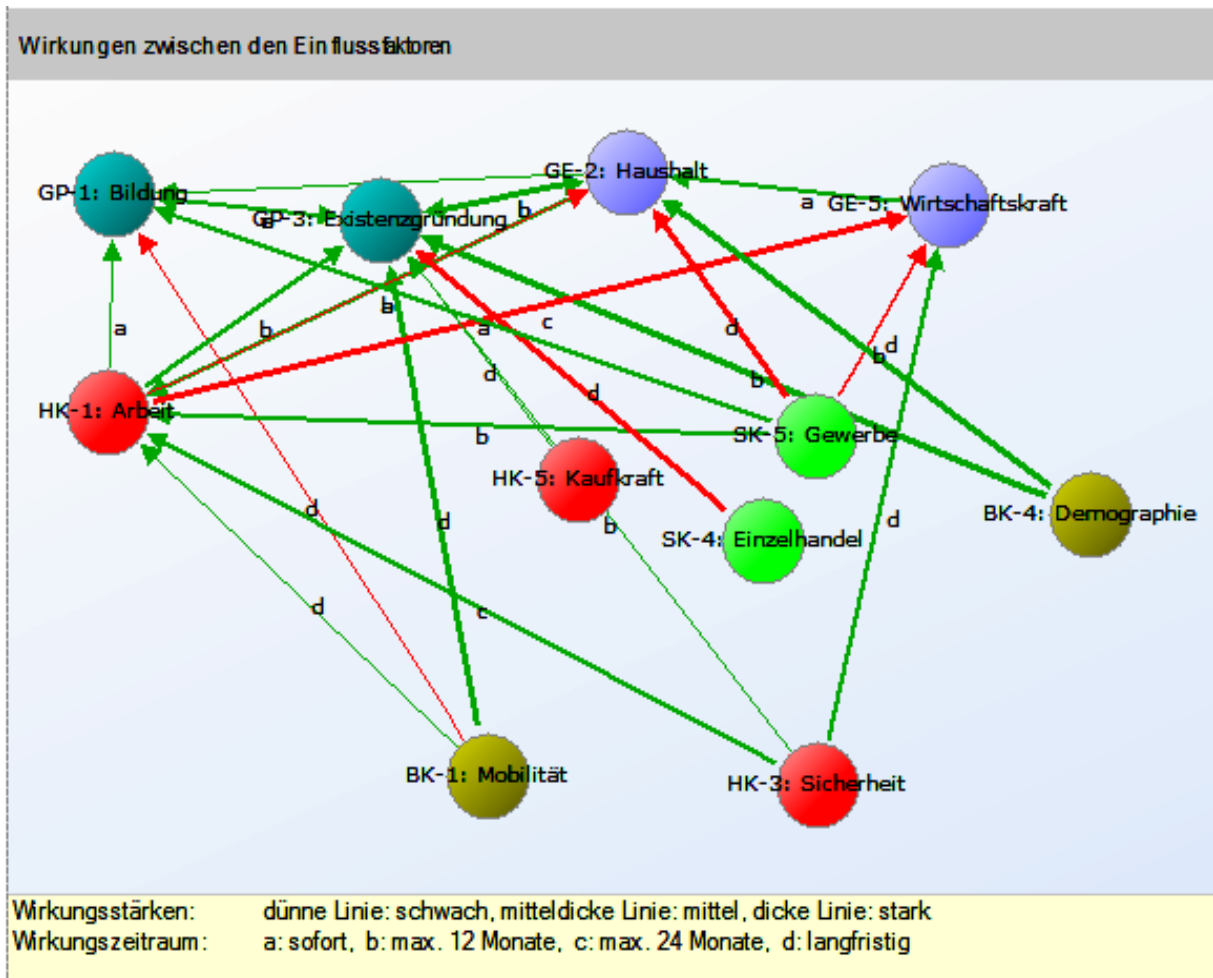 Wirkungen zwischen den Einflussfaktoren
GE-2: Haushalt
GP-1: Bildung
GE-5: Wirtschaftskraft
a
b
GP-3: Existenzgründung
a
b
c
a
b
d
a
d
b
d
d
b
HK-1: Arbeit
d
SK-5: Gewerbe
b
HK-5: Kaufkraft
BK-4: Demographie
d
d
b
d
SK-4: Einzelhandel
d
c
BK-1: Mobilität
HK-3: Sicherheit
Wirkungsstärken: dünne Linie: schwach, mitteldicke Linie: mittel, dicke Linie: stark
Wirkungszeitraum: a: sofort, b: max. 12 Monate, c: max. 24 Monate, d: langfristig